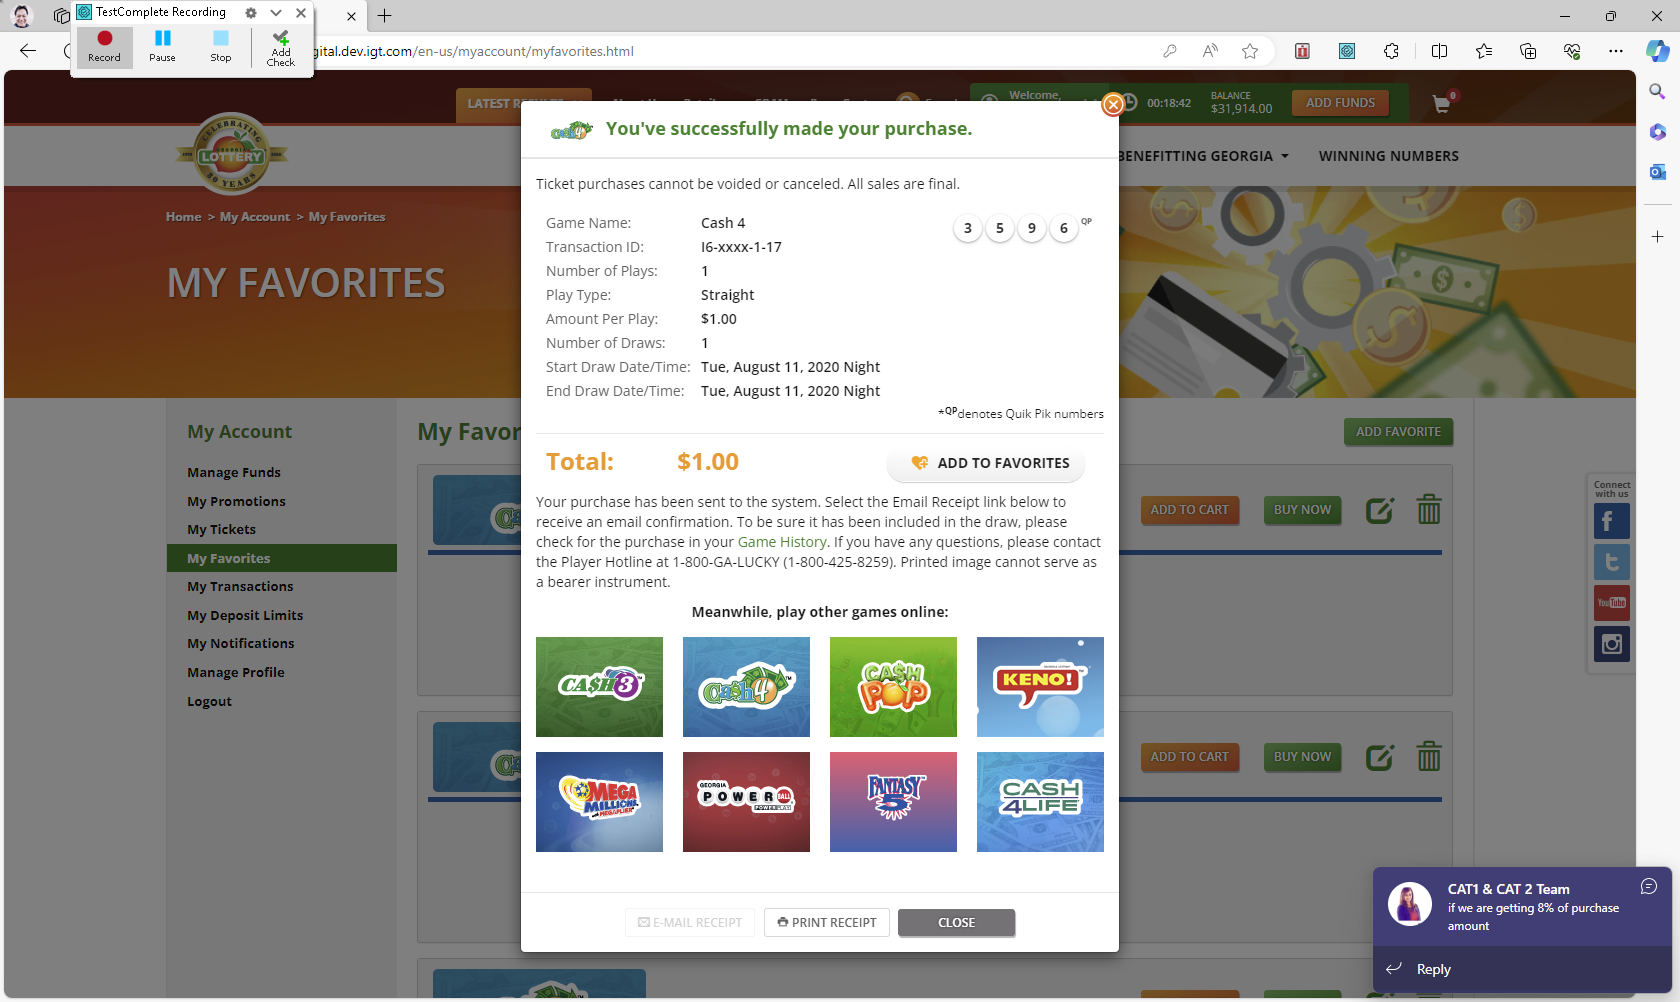 TestComplete Recording
Record
Pause
Stop
Add
Check
gital.dev.igt.com/en-us/myaccount/myfavorites.html
Welcome,
00:18:42
BALANCE
$31,914.00
ADD FUNDS
0
CELEBRATING
GEORGIA
LOTTERY
YEARS
BENEFITTING GEORGIA
WINNING NUMBERS
Home > My Account > My Favorites
MY FAVORITES
My Account
Manage Funds
My Promotions
My Tickets
My Favorites
My Transactions
My Deposit Limits
My Notifications
Manage Profile
Logout
My Favor
ADD FAVORITE
ADD TO CART
BUY NOW
ADD TO CART
BUY NOW
Connect
with us
YouTube
Cash4
You've successfully made your purchase.
Ticket purchases cannot be voided or canceled. All sales are final.
Game Name: Cash 4
3 5 9 6 QP
Transaction ID: I6-xxxx-1-17
Number of Plays: 1
Play Type: Straight
Amount Per Play: $1.00
Number of Draws: 1
Start Draw Date/Time: Tue, August 11, 2020 Night
End Draw Date/Time: Tue, August 11, 2020 Night
*QPdenotes Quik Pik numbers
Total: $1.00
ADD TO FAVORITES
Your purchase has been sent to the system. Select the Email Receipt link below to
receive an email confirmation. To be sure it has been included in the draw, please
check for the purchase in your Game History. If you have any questions, please contact
the Player Hotline at 1-800-GA-LUCKY (1-800-425-8259). Printed image cannot serve as
a bearer instrument.
Meanwhile, play other games online:
CA$H3
Ca$h4
CA$H POP
KENO!
MEGA MILLIONS
GEORGIA POWERBALL
FANTASY 5
CASH 4LIFE
E-MAIL RECEIPT
PRINT RECEIPT
CLOSE
CAT1 & CAT 2 Team
if we are getting 8% of purchase
amount
Reply